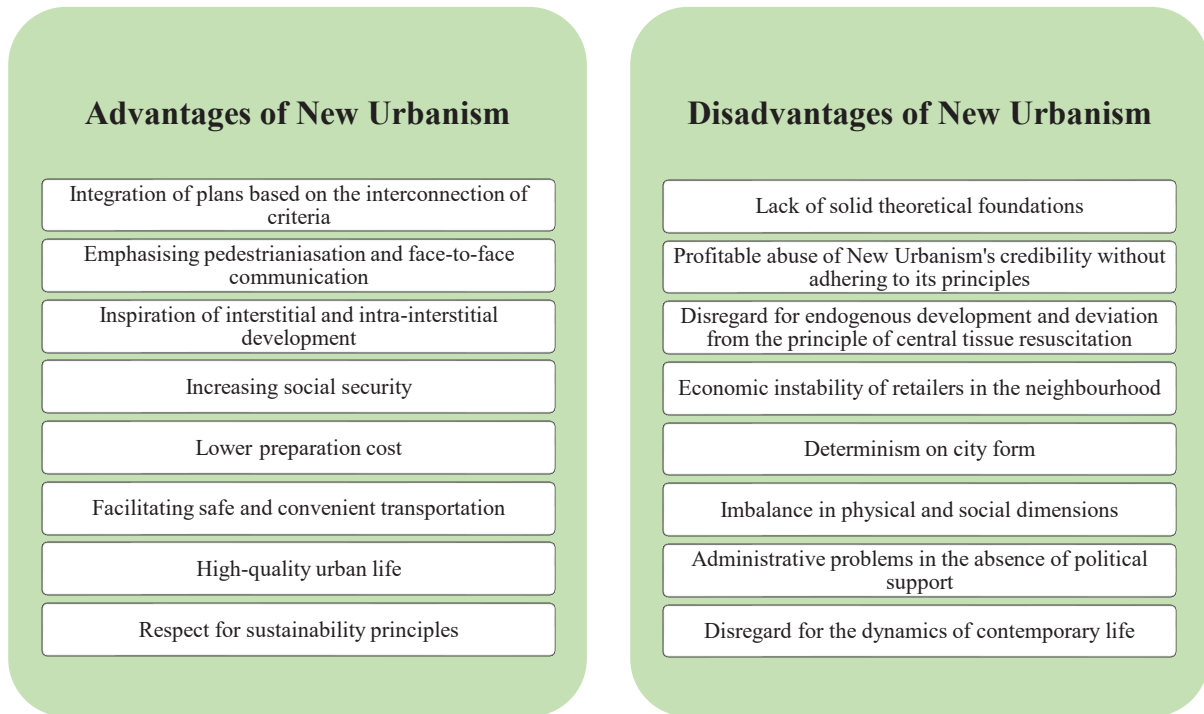 Advantages of New Urbanism
Integration of plans based on the interconnection of
criteria
Emphasising pedestrianiasation and face-to-face
communication
Inspiration of interstitial and intra-interstitial
development
Increasing social security
Lower preparation cost
Facilitating safe and convenient transportation
High-quality urban life
Respect for sustainability principles
Disadvantages of New Urbanism
Lack of solid theoretical foundations
Profitable abuse of New Urbanism's credibility without
adhering to its principles
Disregard for endogenous development and deviation
from the principle of central tissue resuscitation
Economic instability of retailers in the neighbourhood
Determinism on city form
Imbalance in physical and social dimensions
Administrative problems in the absence of political
support
Disregard for the dynamics of contemporary life